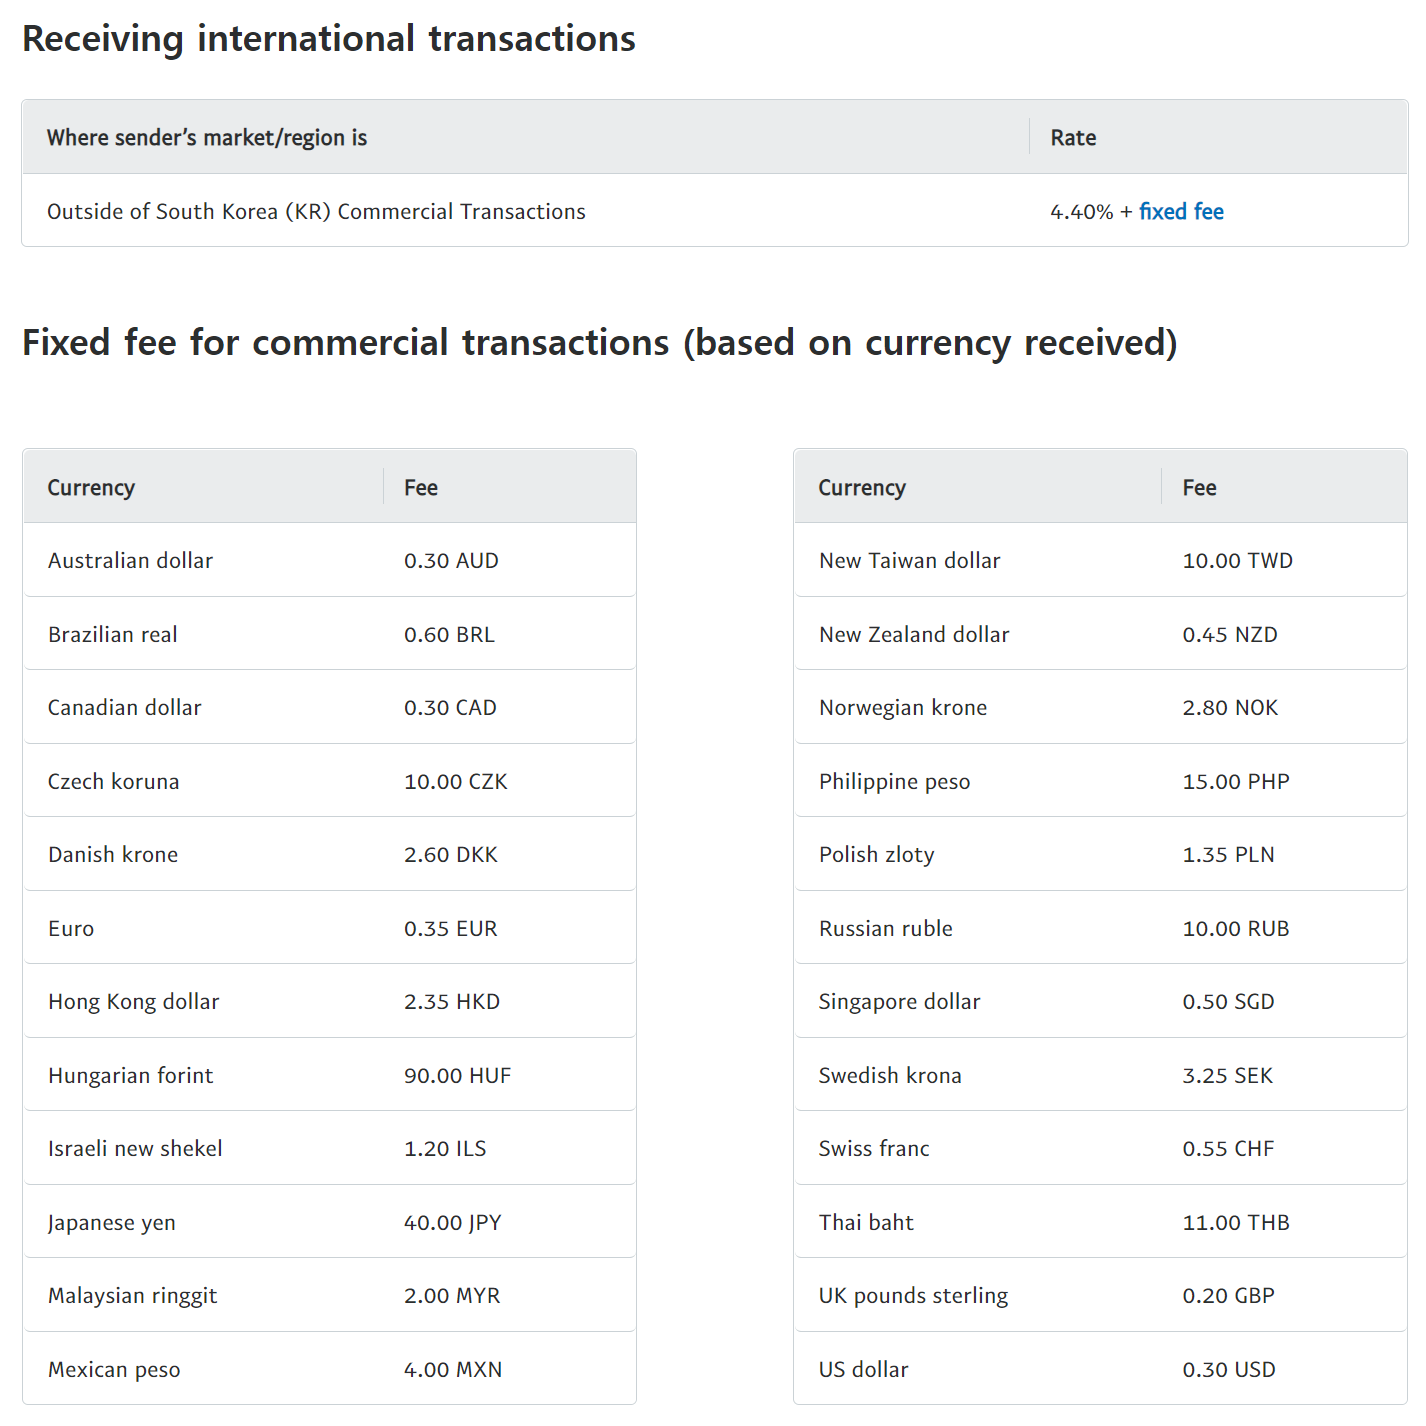 Receiving international transactions
Where sender's market/region is Rate
Outside of South Korea (KR) Commercial Transactions 4.40% + fixed fee
Fixed fee for commercial transactions (based on currency received)
Currency Fee
Australian dollar 0.30 AUD
Brazilian real 0.60 BRL
Canadian dollar 0.30 CAD
Czech koruna 10.00 CZK
Danish krone 2.60 DKK
Euro 0.35 EUR
Hong Kong dollar 2.35 HKD
Hungarian forint 90.00 HUF
Israeli new shekel 1.20 ILS
Japanese yen 40.00 JPY
Malaysian ringgit 2.00 MYR
Mexican peso 4.00 MXN
Currency Fee
New Taiwan dollar 10.00 TWD
New Zealand dollar 0.45 NZD
Norwegian krone 2.80 NOK
Philippine peso 15.00 PHP
Polish zloty 1.35 PLN
Russian ruble 10.00 RUB
Singapore dollar 0.50 SGD
Swedish krona 3.25 SEK
Swiss franc 0.55 CHF
Thai baht 11.00 THB
UK pounds sterling 0.20 GBP
US dollar 0.30 USD